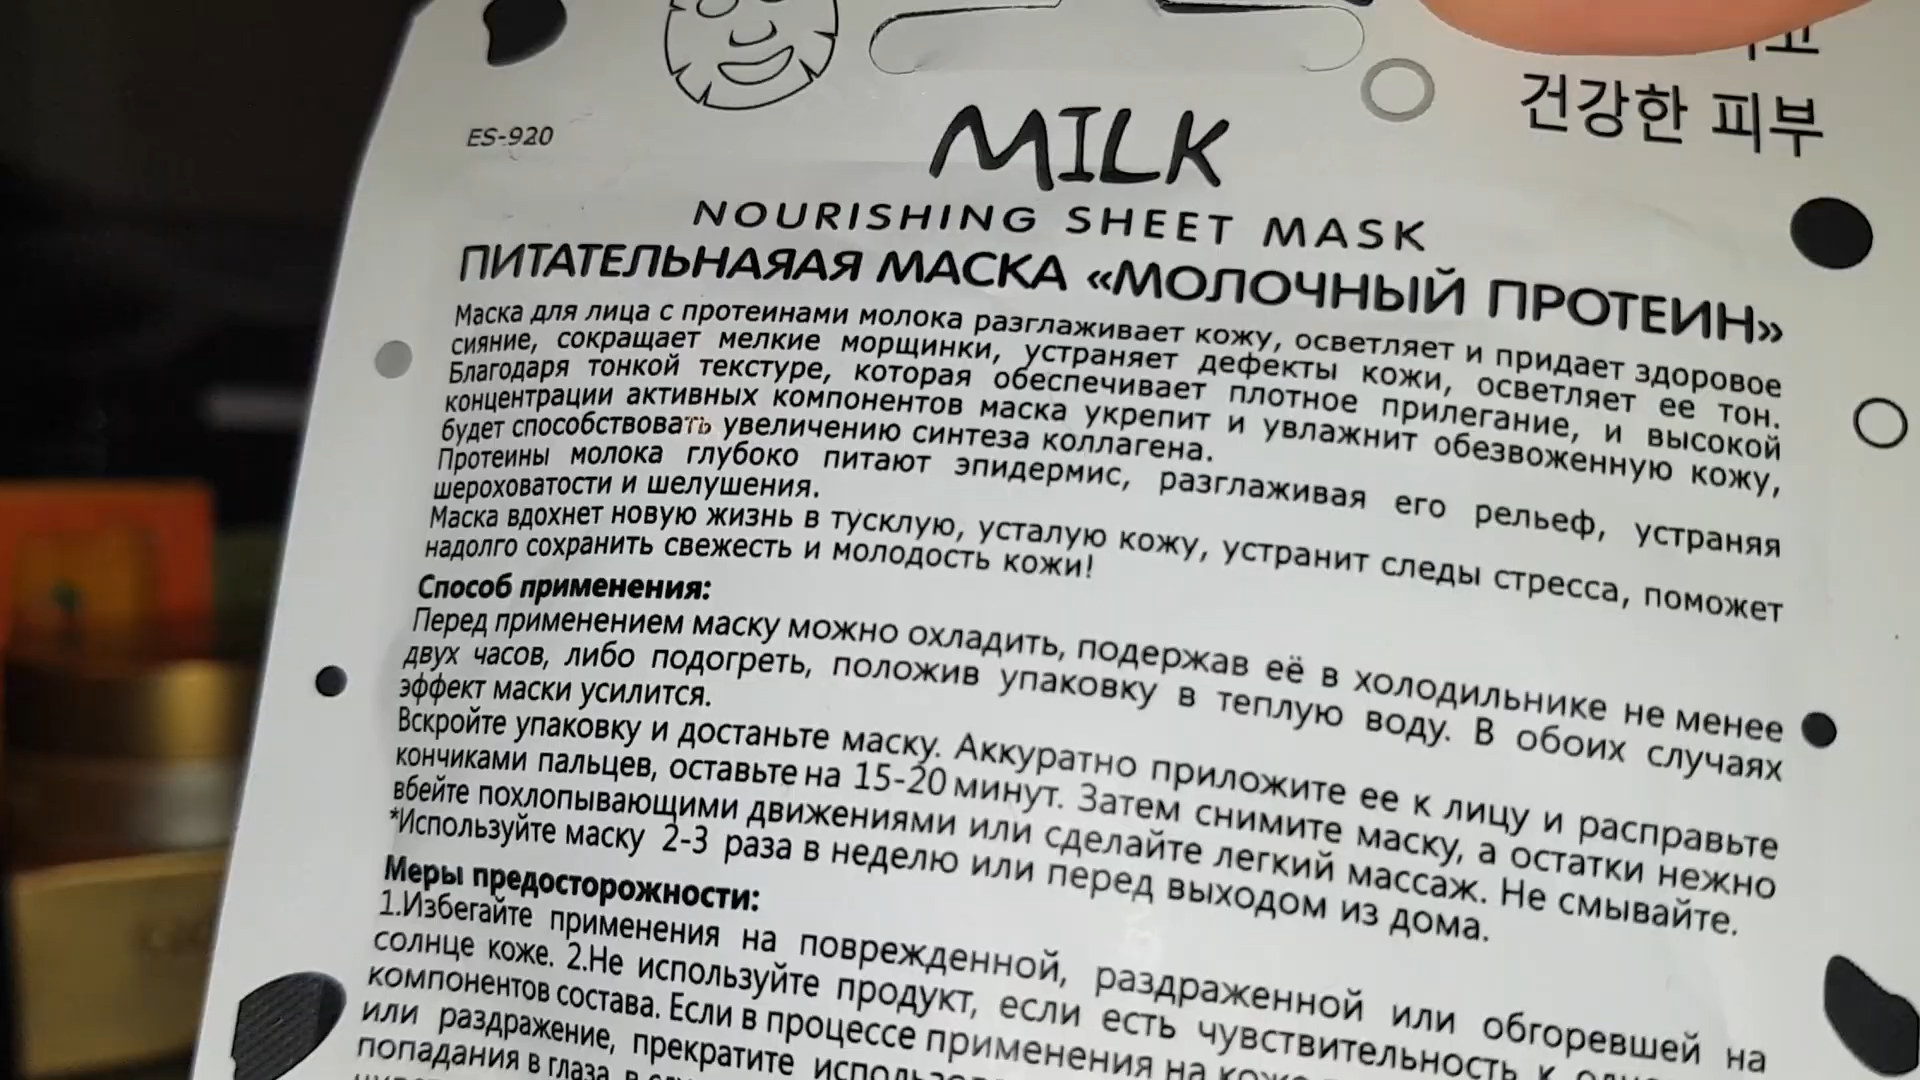 건강한 피부
ES-920
MILK
NOURISHING SHEET MASK
ПИТАТЕЛЬНАЯАЯ МАСКА «МОЛОЧНЫЙ ПРОТЕИН»
Маска для лица с протеинами молока разглаживает кожу, осветляет и придает здоровое
сияние, сокращает мелкие морщинки, устраняет дефекты кожи, осветляет ее тон.
Благодаря тонкой текстуре, которая обеспечивает плотное прилегание, и высокой
концентрации активных компонентов маска укрепит и увлажнит обезвоженную кожу,
будет способствовать увеличению синтеза коллагена.
Протеины молока глубоко питают эпидермис, разглаживая его рельеф, устраняя
шероховатости и шелушения.
Маска вдохнет новую жизнь в тусклую, усталую кожу, устранит следы стресса, поможет
надолго сохранить свежесть и молодость кожи!
Способ применения:
Перед применением маску можно охладить, подержав её в холодильнике не менее
двух часов, либо подогреть, положив упаковку в теплую воду. В обоих случаях
эффект маски усилится.
Вскройте упаковку и достаньте маску. Аккуратно приложите ее к лицу и расправьте
кончиками пальцев, оставьте на 15-20 минут. Затем снимите маску, а остатки нежно
вбейте похлопывающими движениями или сделайте легкий массаж. Не смывайте.
*Используйте маску 2-3 раза в неделю или перед выходом из дома.
Меры предосторожности:
1.Избегайте применения на поврежденной, раздраженной или обгоревшей на
солнце коже. 2.Не используйте продукт, если есть чувствительность к
компонентов состава. Если в процессе применения на коже
или раздражение, прекратите
попадания в глаза,